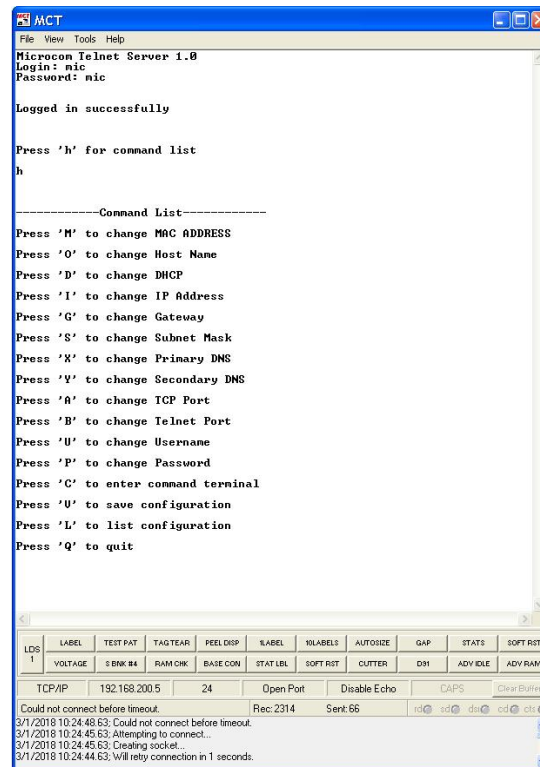 MCT
File View Tools Help
Microcom Telnet Server 1.0
Login: mic
Password: mic
Logged in successfully
Press 'h' for command list
h
------------Command List------------
Press 'M' to change MAC ADDRESS
Press 'O' to change Host Name
Press 'D' to change DHCP
Press 'I' to change IP Address
Press 'G' to change Gateway
Press 'S' to change Subnet Mask
Press 'X' to change Primary DNS
Press 'Y' to change Secondary DNS
Press 'A' to change TCP Port
Press 'B' to change Telnet Port
Press 'U' to change Username
Press 'P' to change Password
Press 'C' to enter command terminal
Press 'V' to save configuration
Press 'L' to list configuration
Press 'Q' to quit
LDS 1
LABEL TEST PAT TAGTEAR PEEL DISP 1LABEL 10LABELS AUTOSIZE GAP STATS SOFT RST
VOLTAGE S BNK #4 RAM CHK BASE CON STAT LBL SOFT RST CUTTER D91 ADV IDLE ADV RAM
TCP/IP 192.168.200.5 24 Open Port Disable Echo CAPS Clear Buffer
Could not connect before timeout. Rec: 2314 Sent: 66 rd sd dsr cd cts
3/1/2018 10:24:48.63; Could not connect before timeout.
3/1/2018 10:24:45.63; Attempting to connect...
3/1/2018 10:24:45.63; Creating socket...
3/1/2018 10:24:44.63; Will retry connection in 1 seconds.